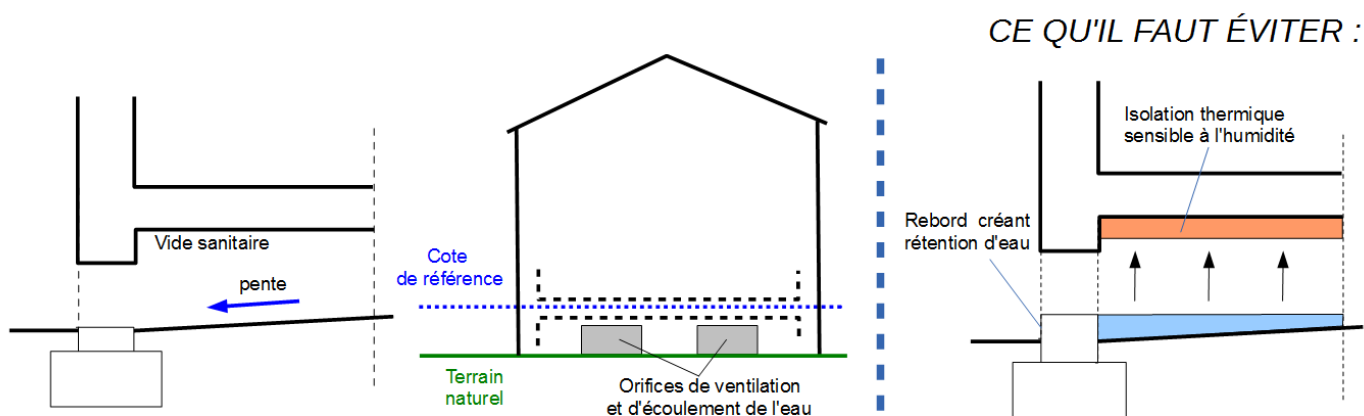 CE QU'IL FAUT ÉVITER :
Vide sanitaire
pente
Cote
de référence
Terrain
naturel
Orifices de ventilation
et d'écoulement de l'eau
Isolation thermique
sensible à l'humidité
Rebord créant
rétention d'eau